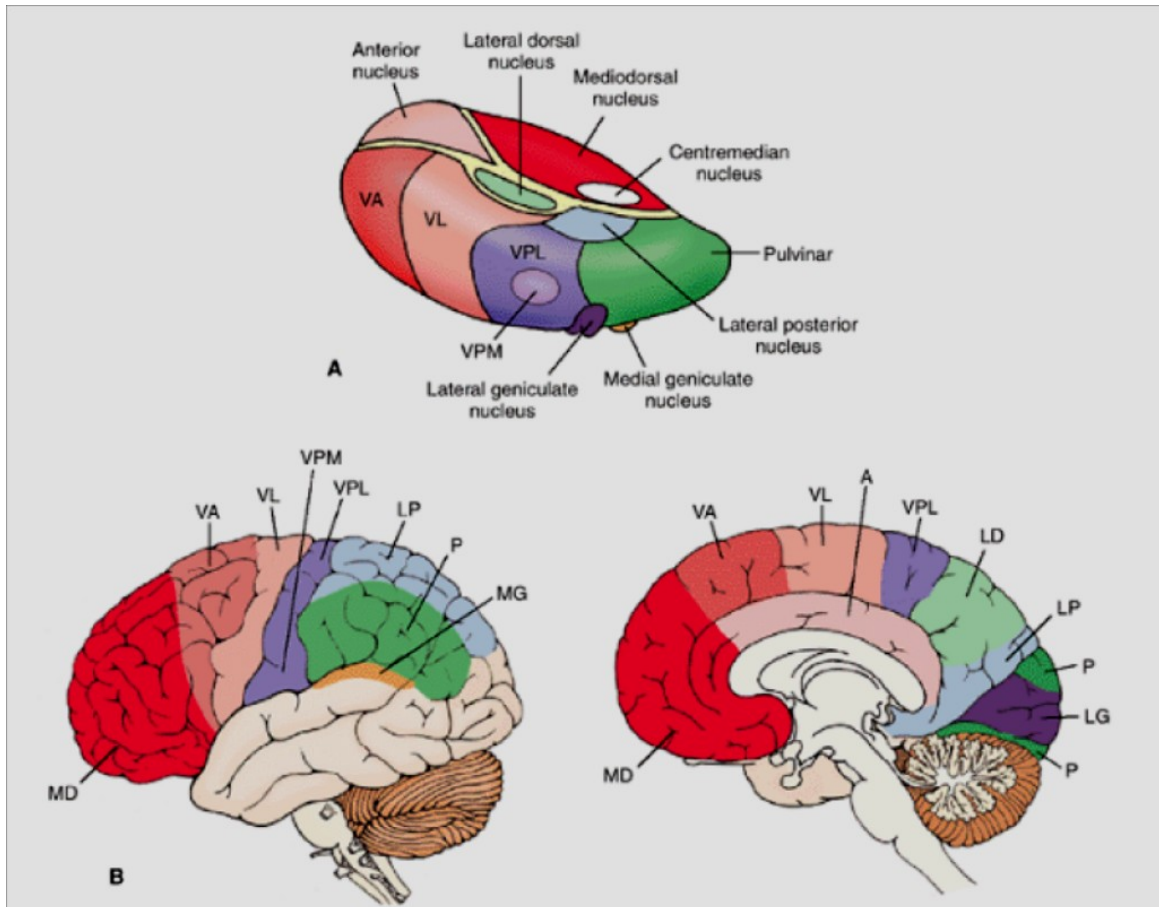 Anterior
nucleus
Lateral dorsal
nucleus
Mediodorsal
nucleus
Centremedian
nucleus
VA
VL
VPL
Pulvinar
Lateral posterior
nucleus
VPM
Medial geniculate
nucleus
Lateral geniculate
nucleus
A
VPM
VPL
VL
VA
LP
P
MG
MD
B
A
VL
VA
VPL
LD
LP
P
LG
P
MD